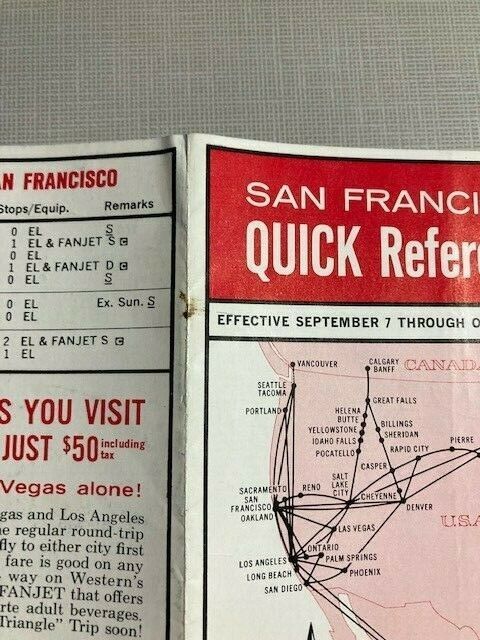 AN FRANCISCO
Stops/Equip. Remarks
0 EL S
1 EL & FANJET S
0 EL
1 EL & FANJET D
0 EL S
0 EL Ex. Sun. S
0 EL
2 EL & FANJET S
1 EL
S YOU VISIT
JUST $50 including tax
Vegas alone!
gas and Los Angeles
e regular round-trip
fly to either city first
fare is good on any
way on Western's
FANJET that offers
rte adult beverages.
Triangle" Trip soon!
SAN FRANCI
QUICK Refer
EFFECTIVE SEPTEMBER 7 THROUGH O
VANCOUVER
CALGARY
BANFF
CANADA
SEATTLE
TACOMA
GREAT FALLS
PORTLAND
HELENA
BUTTE
BILLINGS
YELLOWSTONE
SHERIDAN
IDAHO FALLS
PIERRE
POCATELLO
RAPID CITY
CASPER
SALT
LAKE
CITY
SACRAMENTO
RENO
CHEYENNE
SAN
FRANCISCO
DENVER
OAKLAND
U.S.A
LAS VEGAS
ONTARIO
LOS ANGELES
PALM SPRINGS
LONG BEACH
PHOENIX
SAN DIEGO